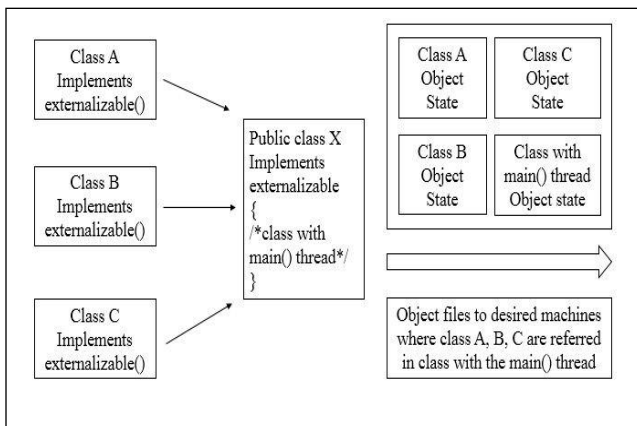 Class A
Implements
externalizable()
Class B
Implements
externalizable()
Class C
Implements
externalizable()
Public class X
Implements
externalizable
{
/*class with
main() thread*/
}
Class A
Object
State
Class C
Object
State
Class B
Object
State
Class with
main() thread
Object state
Object files to desired machines
where class A, B, C are referred
in class with the main() thread